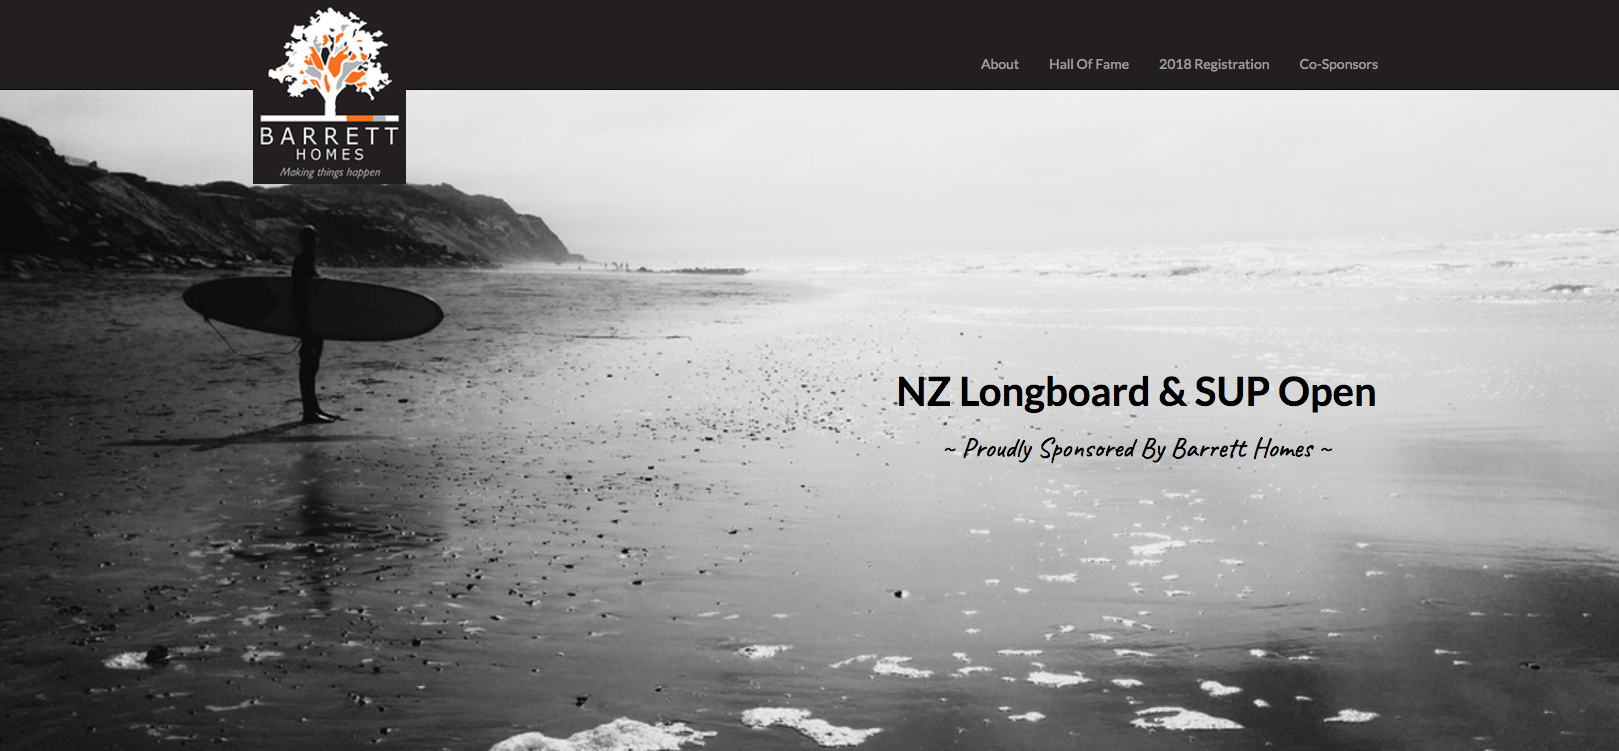 About Hall Of Fame 2018 Registration Co-Sponsors
BARRETT
HOMES
Making things happen
NZ Longboard & SUP Open
~ Proudly Sponsored By Barrett Homes ~